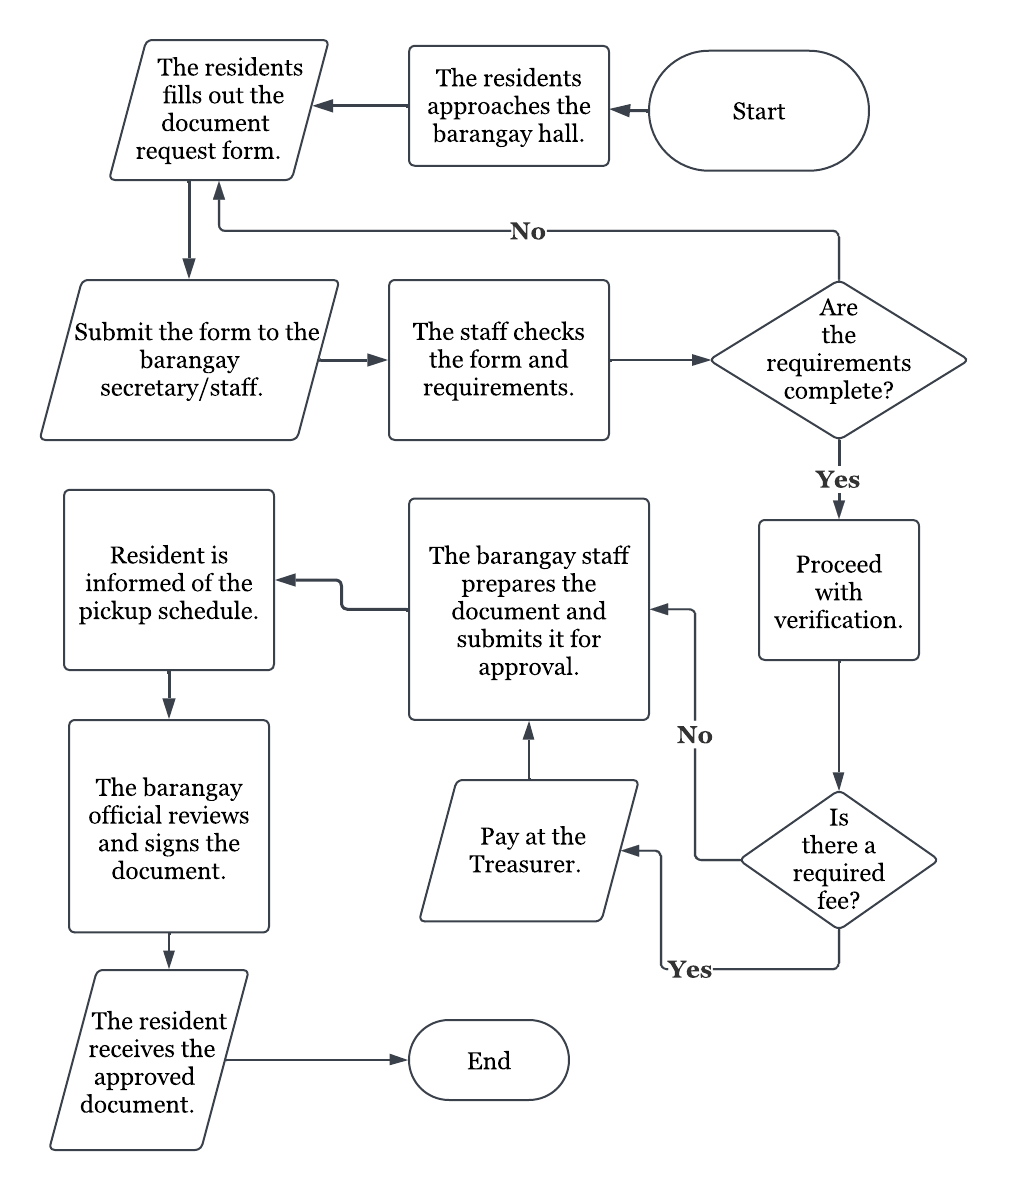 Start
The residents
approaches the
barangay hall.
The residents
fills out the
document
request form.
No
Submit the form to the
barangay
secretary/staff.
The staff checks
the form and
requirements.
Are
the
requirements
complete?
Yes
Proceed
with
verification.
Is
there a
required
fee?
No
Yes
Pay at the
Treasurer.
The barangay staff
prepares the
document and
submits it for
approval.
Resident is
informed of the
pickup schedule.
The barangay
official reviews
and signs the
document.
The resident
receives the
approved
document.
End